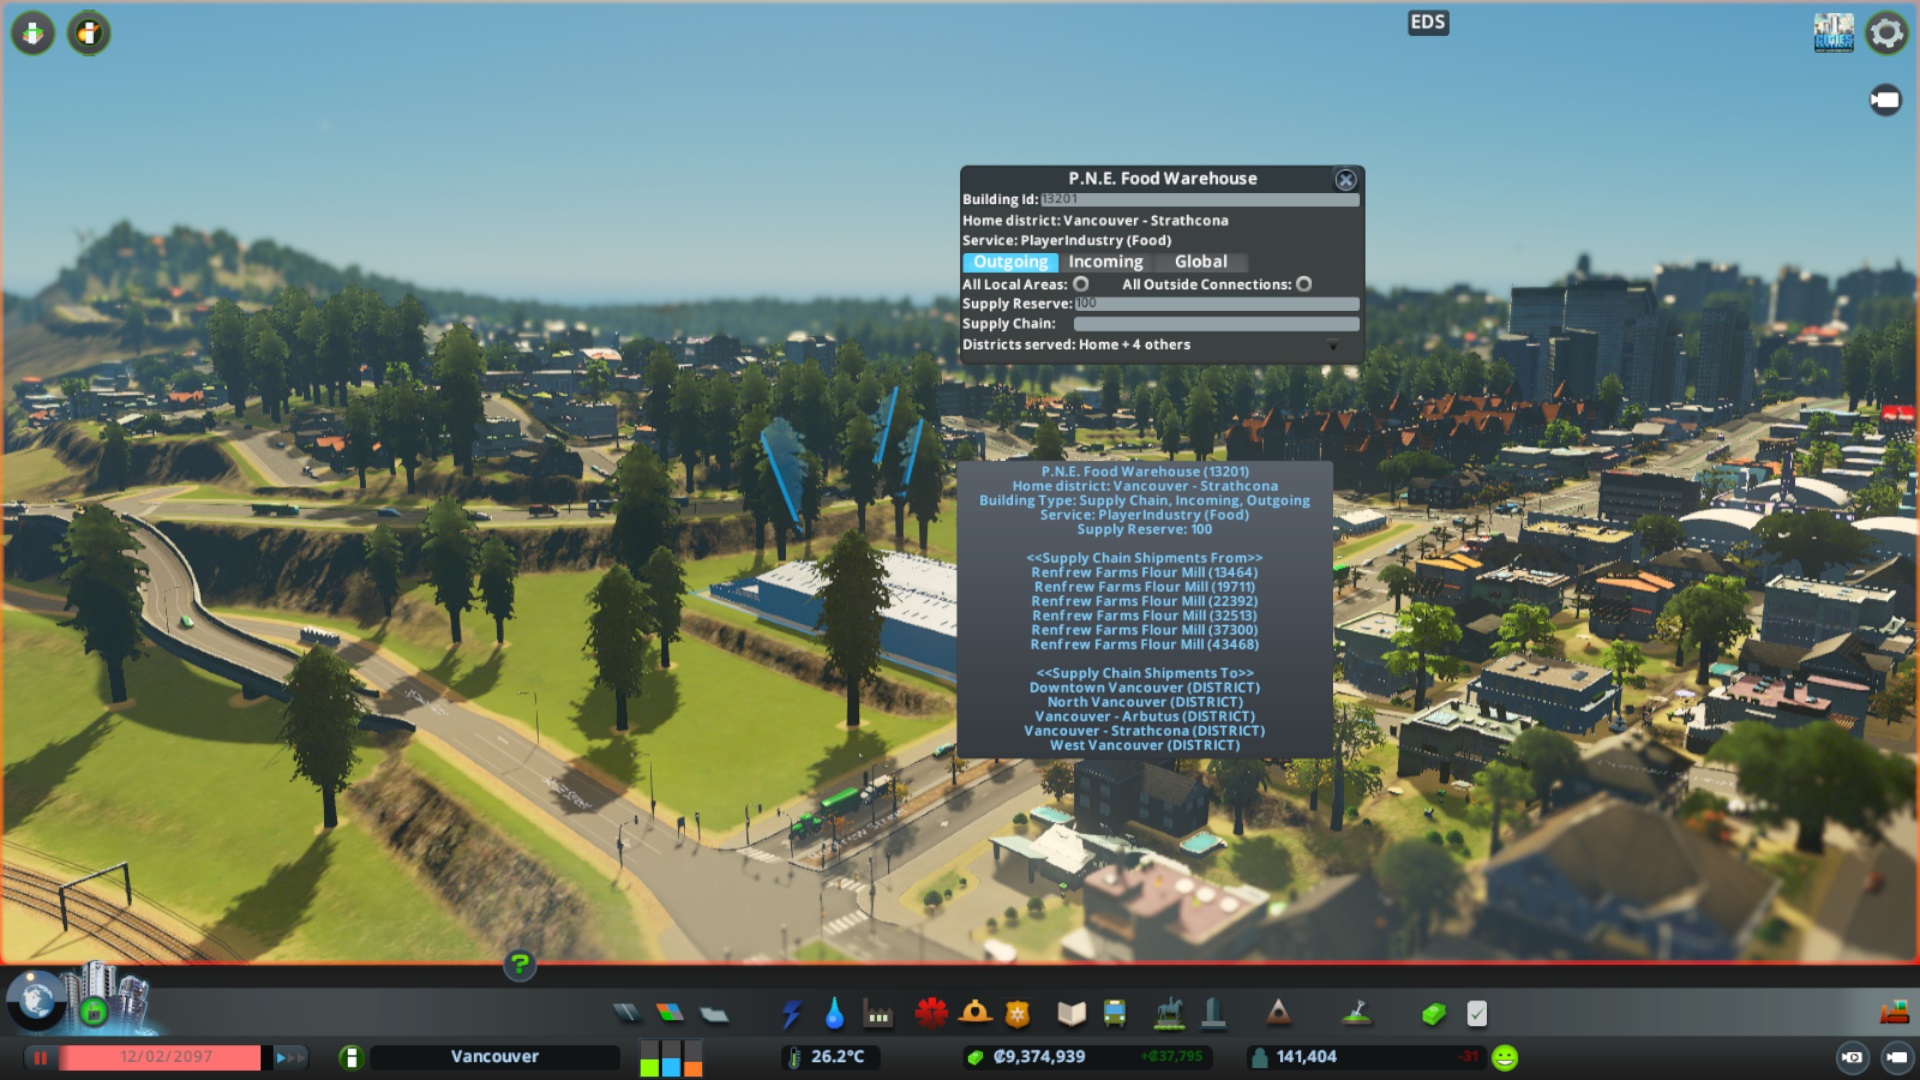 EDS
P.N.E. Food Warehouse
Building Id: 13201
Home district: Vancouver - Strathcona
Service: PlayerIndustry (Food)
Outgoing Incoming Global
All Local Areas: All Outside Connections:
Supply Reserve: 100
Supply Chain:
Districts served: Home + 4 others
P.N.E. Food Warehouse (13201)
Home district: Vancouver - Strathcona
Building Type: Supply Chain, Incoming, Outgoing
Service: PlayerIndustry (Food)
Supply Reserve: 100
<<Supply Chain Shipments From>>
Renfrew Farms Flour Mill (13464)
Renfrew Farms Flour Mill (19711)
Renfrew Farms Flour Mill (22392)
Renfrew Farms Flour Mill (32513)
Renfrew Farms Flour Mill (37300)
Renfrew Farms Flour Mill (43468)
<<Supply Chain Shipments To>>
Downtown Vancouver (DISTRICT)
North Vancouver (DISTRICT)
Vancouver - Arbutus (DISTRICT)
Vancouver - Strathcona (DISTRICT)
West Vancouver (DISTRICT)
?
12/02/2097
Vancouver
26.2°C
₡9,374,939
+₡37,795
141,404
-31